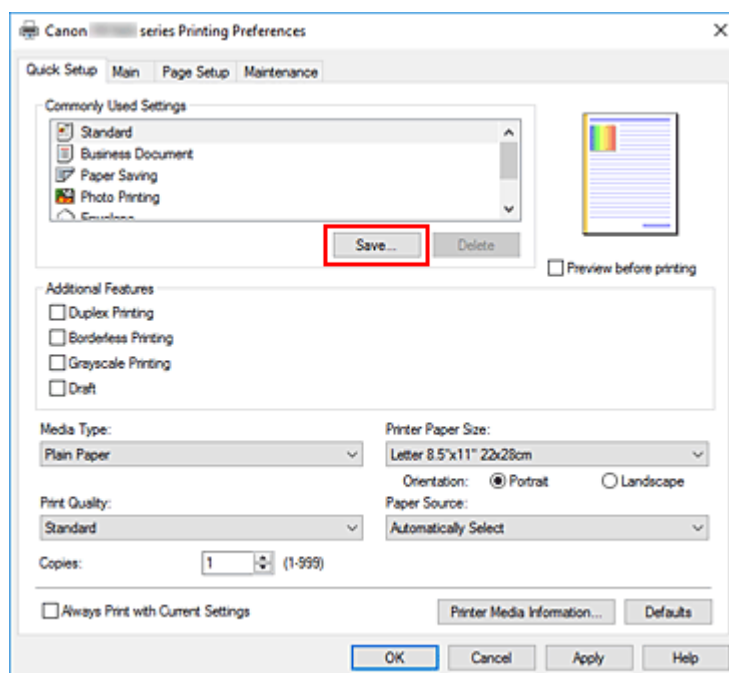 Canon series Printing Preferences
Quick Setup Main Page Setup Maintenance
Commonly Used Settings
Standard
Business Document
Paper Saving
Photo Printing
Envelope
Save... Delete
Preview before printing
Additional Features
Duplex Printing
Borderless Printing
Grayscale Printing
Draft
Media Type: Printer Paper Size:
Plain Paper Letter 8.5"x11" 22x28cm
Orientation: Portrait Landscape
Print Quality: Paper Source:
Standard Automatically Select
Copies: 1 (1-999)
Always Print with Current Settings Printer Media Information... Defaults
OK Cancel Apply Help